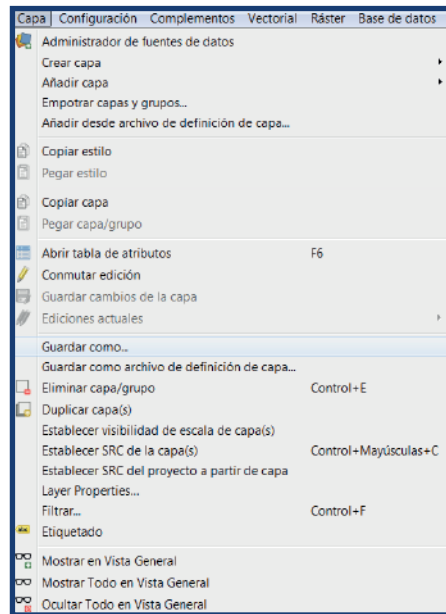 Capa Configuración Complementos Vectorial Ráster Base de datos
Administrador de fuentes de datos
Crear capa
Añadir capa
Empotrar capas y grupos...
Añadir desde archivo de definición de capa...
Copiar estilo
Pegar estilo
Copiar capa
Pegar capa/grupo
Abrir tabla de atributos F6
Conmutar edición
Guardar cambios de la capa
Ediciones actuales
Guardar como...
Guardar como archivo de definición de capa...
Eliminar capa/grupo Control+E
Duplicar capa(s)
Establecer visibilidad de escala de capa(s)
Establecer SRC de la capa(s) Control+Mayúsculas+C
Establecer SRC del proyecto a partir de capa
Layer Properties...
Filtrar... Control+F
Etiquetado
Mostrar en Vista General
Mostrar Todo en Vista General
Ocultar Todo en Vista General